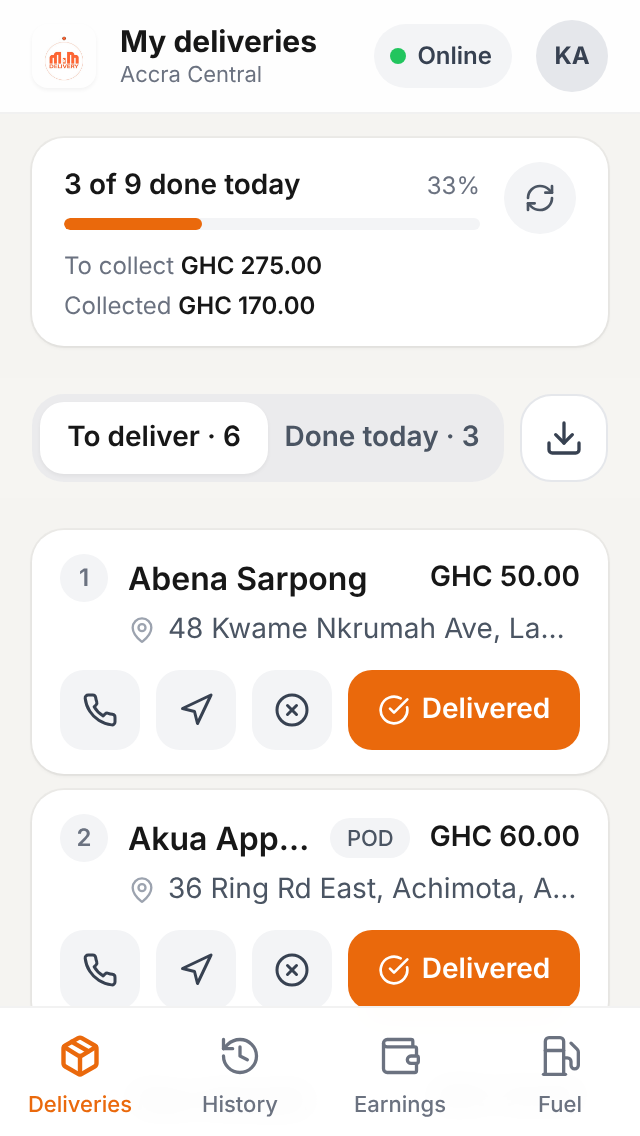 My deliveries
Accra Central
Online
KA
3 of 9 done today
33%
To collect GHC 275.00
Collected GHC 170.00
To deliver · 6
Done today · 3
1
Abena Sarpong
GHC 50.00
48 Kwame Nkrumah Ave, La...
Delivered
2
Akua App...
POD
GHC 60.00
36 Ring Rd East, Achimota, A...
Delivered
Deliveries
History
Earnings
Fuel